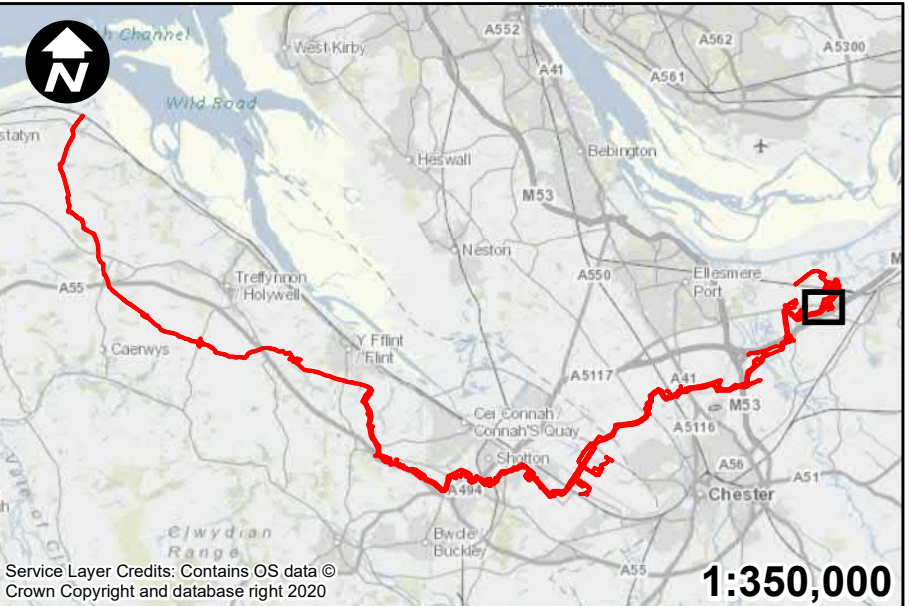 A552
A562
A5300
Channel
West Kirby
A41
A561
N
Wild Road
statyn
Heswall
Bebington
M53
Neston
A550
Ellesmere
Port
M
Treffynnon
Holywell
A55
Caerwys
Y Fflint
Flint
A5117
A41
M53
Cei Connah /
Connah'S Quay
A5116
Shotton
A56
A51
A494
Chester
Clwydian
Range
Bwcle /
Buckley
A55
Service Layer Credits: Contains OS data ©
Crown Copyright and database right 2020
1:350,000